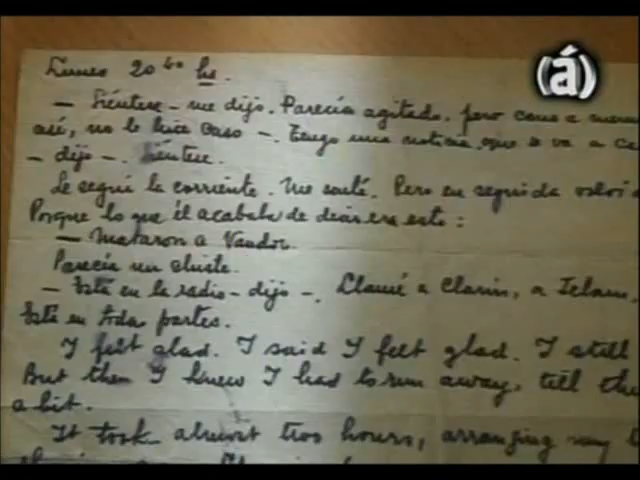 (á)
Lunes 20 40 hs.
— Siéntese – me dijo. Parecía agitado, pero como a
así, no le hice caso –. Tengo una noticia que se va a
– dijo –. Siéntese.
Le seguí la corriente. Me senté. Pero en seguida volví
Porque lo que él acababa de decir era esto:
— Mataron a Vandor.
Parecía un chiste.
— Está en la radio – dijo –. Llamé a Clarín, a Telam.
Está en todas partes.
I felt glad. I said I felt glad. I still
But then I knew I had to run away, till
a bit.
It took almost two hours, arranging my